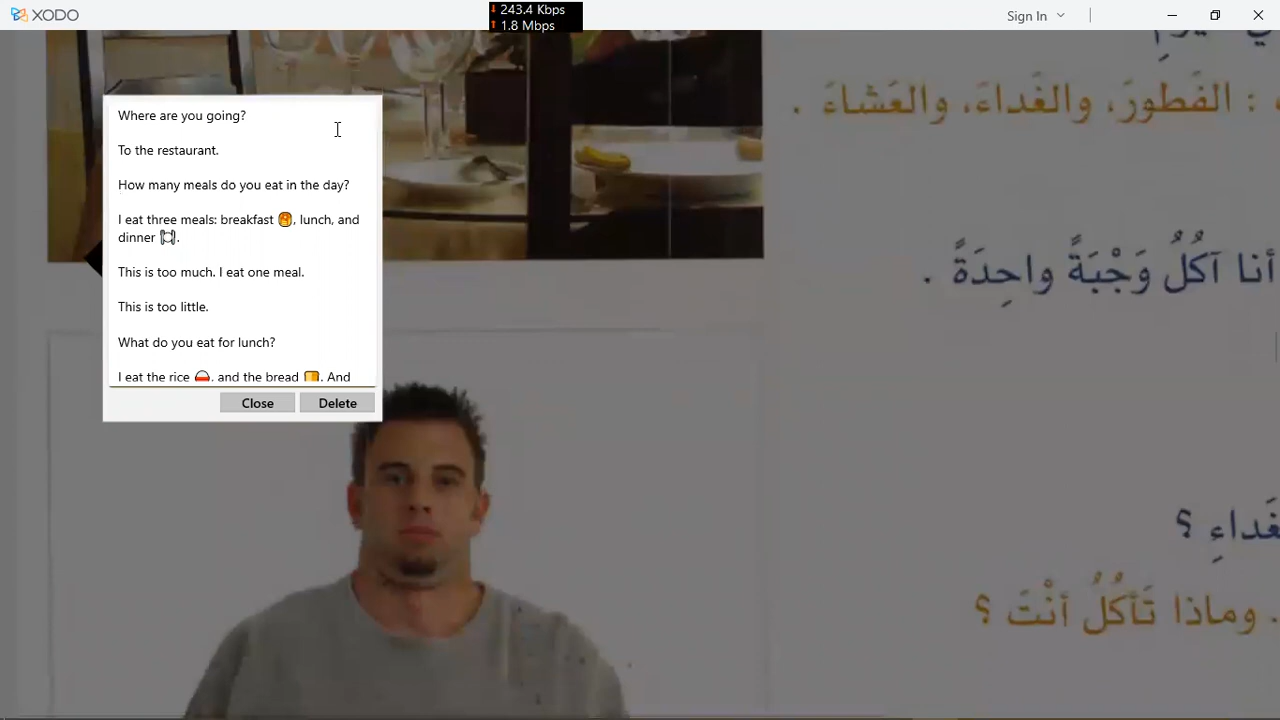 XODO
243.4 Kbps
1.8 Mbps
Sign In
Where are you going?
To the restaurant.
How many meals do you eat in the day?
I eat three meals: breakfast 🥞, lunch, and
dinner 🍽.
This is too much. I eat one meal.
This is too little.
What do you eat for lunch?
I eat the rice 🍚, and the bread 🍞. And
Close
Delete
: الفَطورَ، والغَداءَ، والعَشاءَ .
أنا آكُلُ وَجْبَةً واحِدَةً .
؟
. وماذا تَأكُلُ أنْتَ ؟